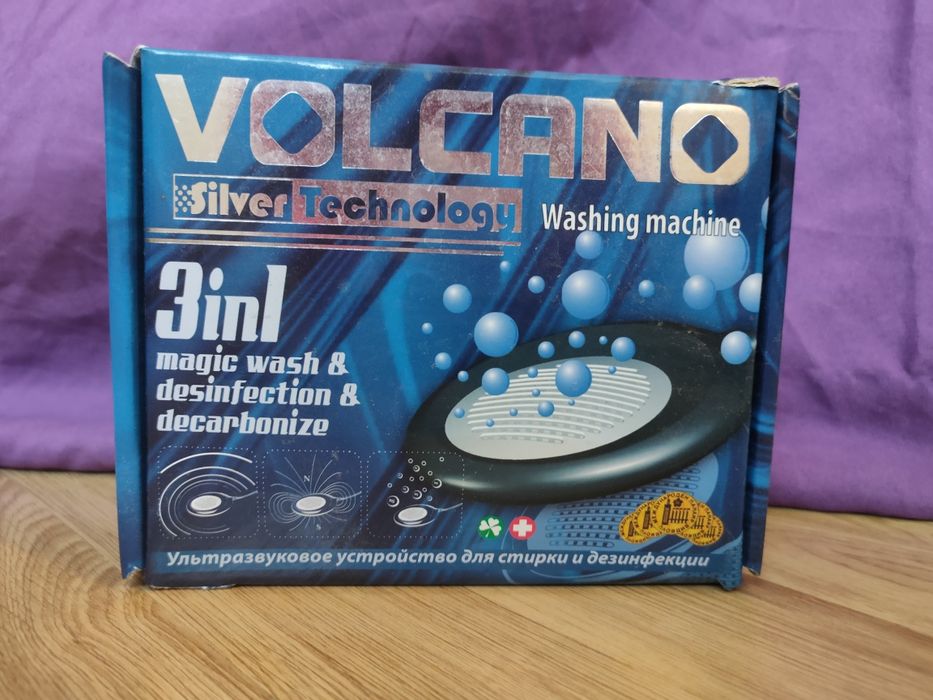 VOLCANO
Silver Technology
Washing machine
3in1
magic wash &
desinfection &
decarbonize
N
S
Ультразвуковое устройство для стирки и дезинфекции